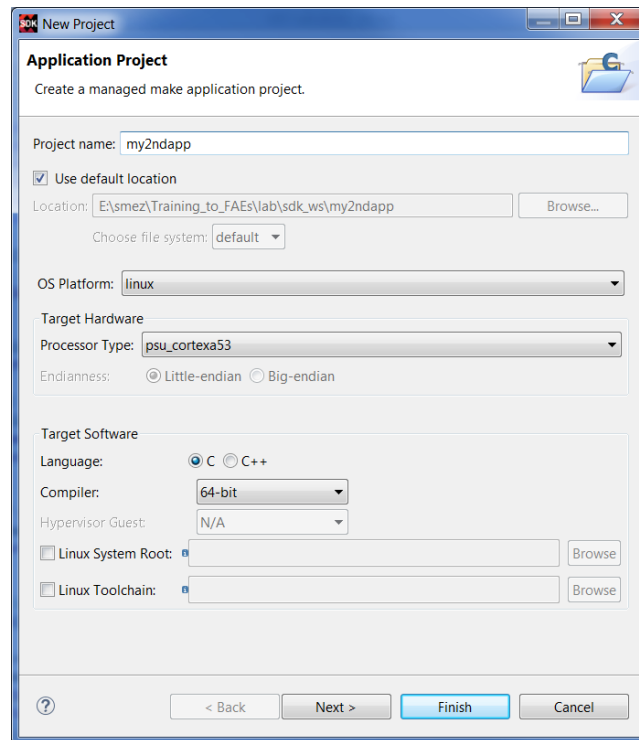 SDK New Project
Application Project
Create a managed make application project.
Project name: my2ndapp
Use default location
Location: E:\smez\Training_to_FAEs\lab\sdk_ws\my2ndapp Browse...
Choose file system: default
OS Platform: linux
Target Hardware
Processor Type: psu_cortexa53
Endianness: Little-endian Big-endian
Target Software
Language: C C++
Compiler: 64-bit
Hypervisor Guest: N/A
Linux System Root: Browse
Linux Toolchain: Browse
? < Back Next > Finish Cancel